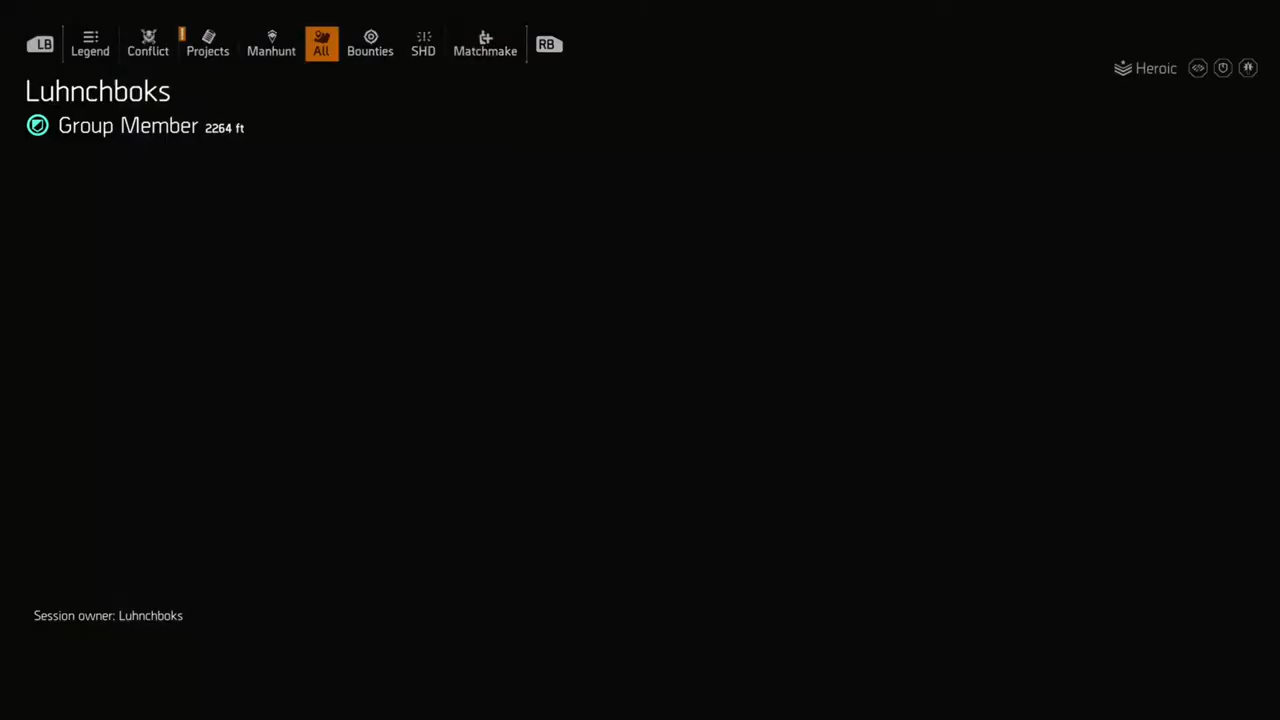 LB Legend Conflict Projects Manhunt All Bounties SHD Matchmake RB
Heroic
Luhnchboks
Group Member 2264 ft
Session owner: Luhnchboks